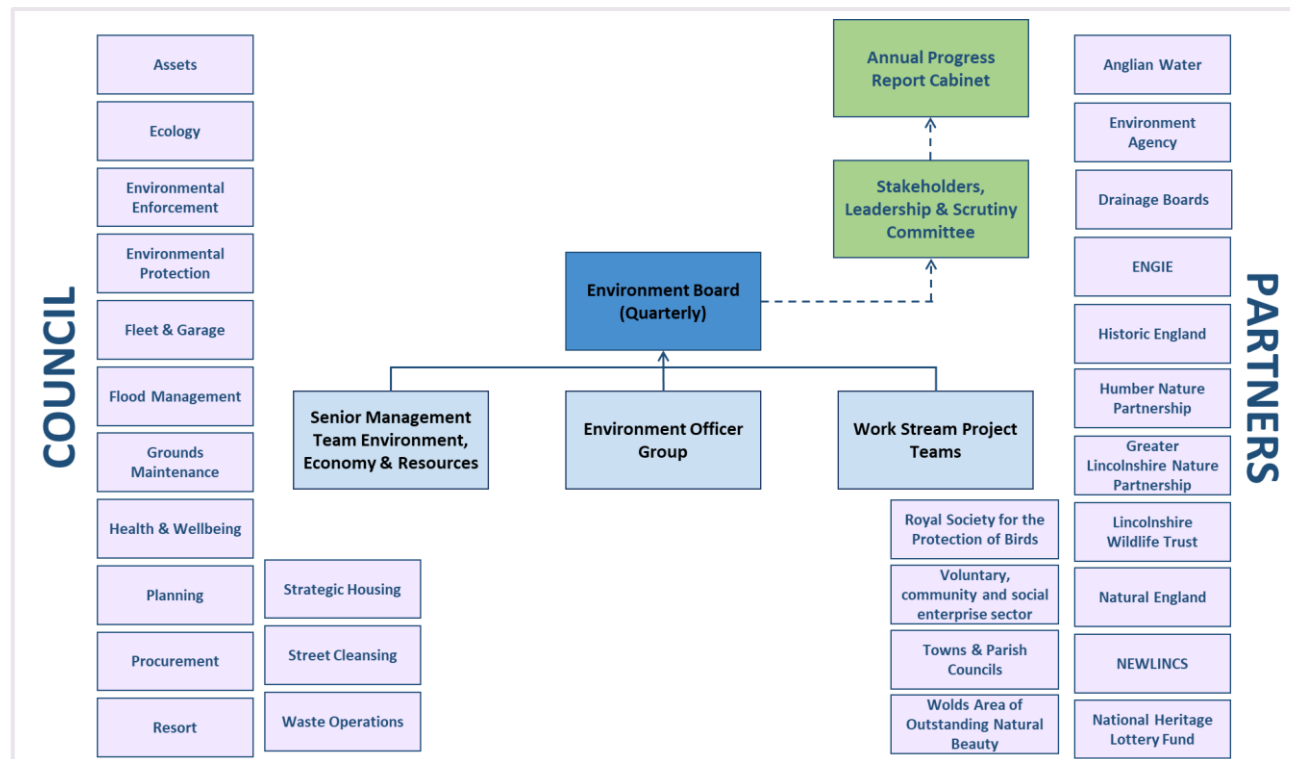 COUNCIL
Assets
Ecology
Environmental
Enforcement
Environmental
Protection
Fleet & Garage
Flood Management
Grounds
Maintenance
Health & Wellbeing
Planning
Procurement
Resort
Strategic Housing
Street Cleansing
Waste Operations
Annual Progress
Report Cabinet
Stakeholders,
Leadership & Scrutiny
Committee
Environment Board
(Quarterly)
Senior Management
Team Environment,
Economy & Resources
Environment Officer
Group
Work Stream Project
Teams
Royal Society for the
Protection of Birds
Voluntary,
community and social
enterprise sector
Towns & Parish
Councils
Wolds Area of
Outstanding Natural
Beauty
Anglian Water
Environment
Agency
Drainage Boards
ENGIE
Historic England
Humber Nature
Partnership
Greater
Lincolnshire Nature
Partnership
Lincolnshire
Wildlife Trust
Natural England
NEWLINCS
National Heritage
Lottery Fund
PARTNERS